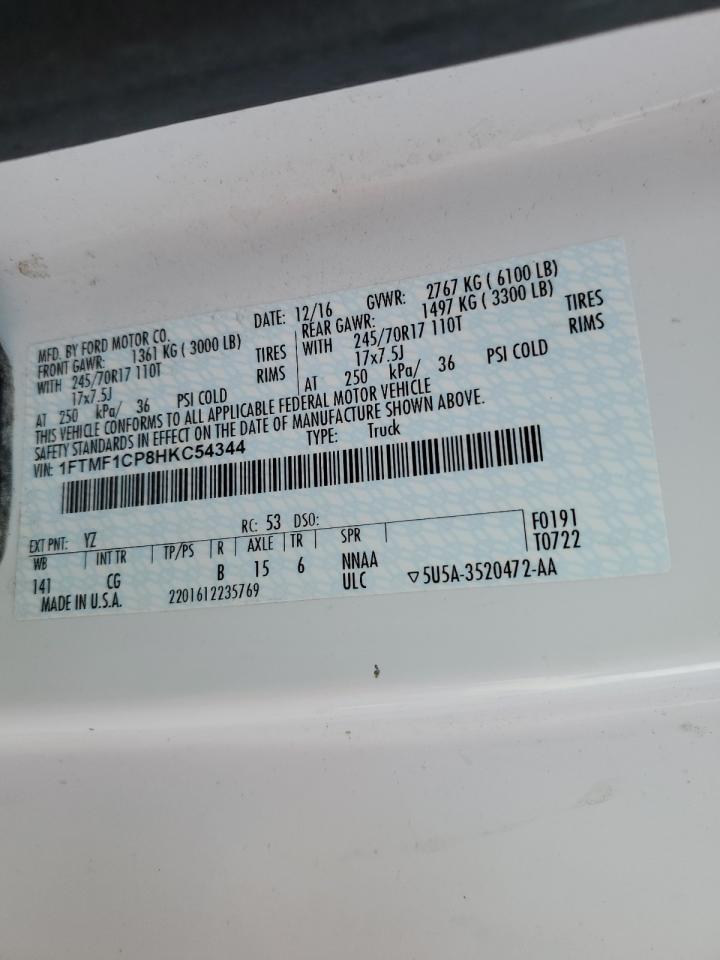 MFD. BY FORD MOTOR CO.
DATE: 12/16 GVWR: 2767 KG ( 6100 LB)
FRONT GAWR: 1361 KG ( 3000 LB)
WITH 245/70R17 110T TIRES
17x7.5J RIMS
AT 250 kPa/ 36 PSI COLD
REAR GAWR: 1497 KG ( 3300 LB)
WITH 245/70R17 110T TIRES
17x7.5J RIMS
AT 250 kPa/ 36 PSI COLD
THIS VEHICLE CONFORMS TO ALL APPLICABLE FEDERAL MOTOR VEHICLE
SAFETY STANDARDS IN EFFECT ON THE DATE OF MANUFACTURE SHOWN ABOVE.
VIN: 1FTMF1CP8HKC54344 TYPE: Truck
EXT PNT: YZ RC: 53 DSO:
WB INT TR TP/PS R AXLE TR SPR
141 CG B 15 6 NNAA
ULC
F0191
T0722
MADE IN U.S.A. 2201612235769 ▽5U5A-3520472-AA